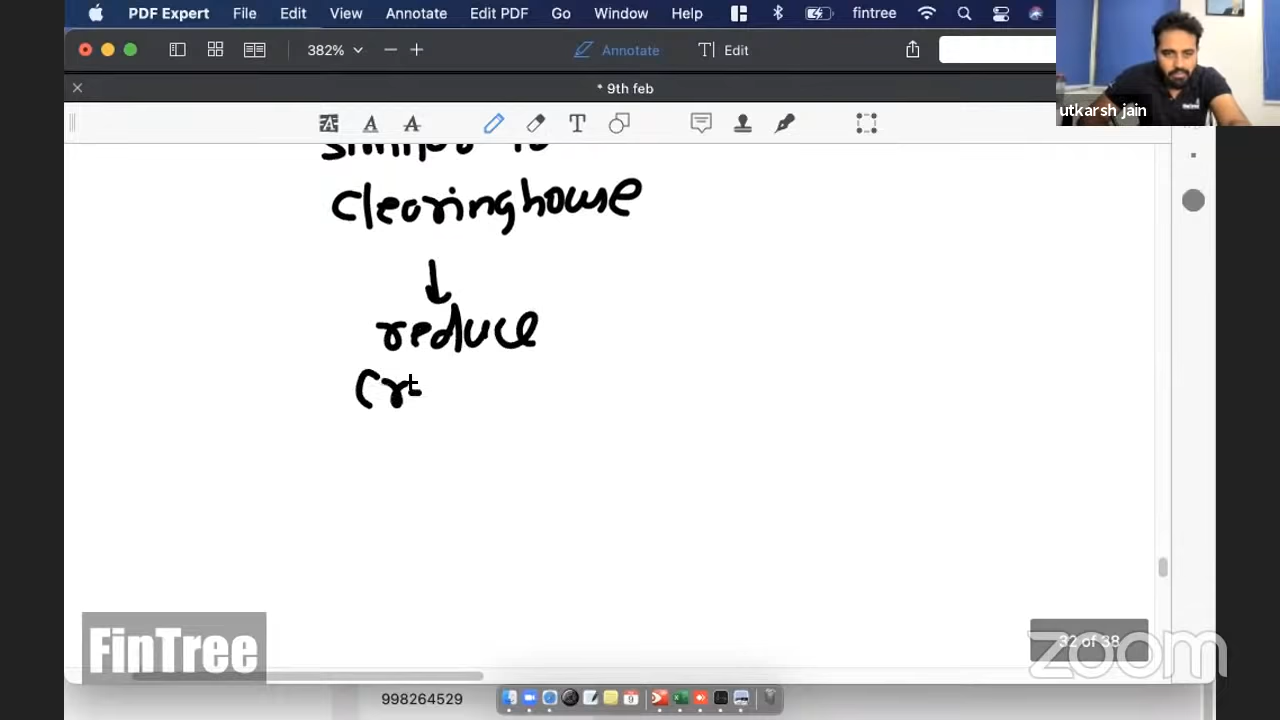 PDF Expert File Edit View Annotate Edit PDF Go Window Help fintree
382% Annotate T Edit
utkarsh jain
* 9th feb
clearinghouse
reduce
Cr
FinTree
32 of 38
zoom
998264529